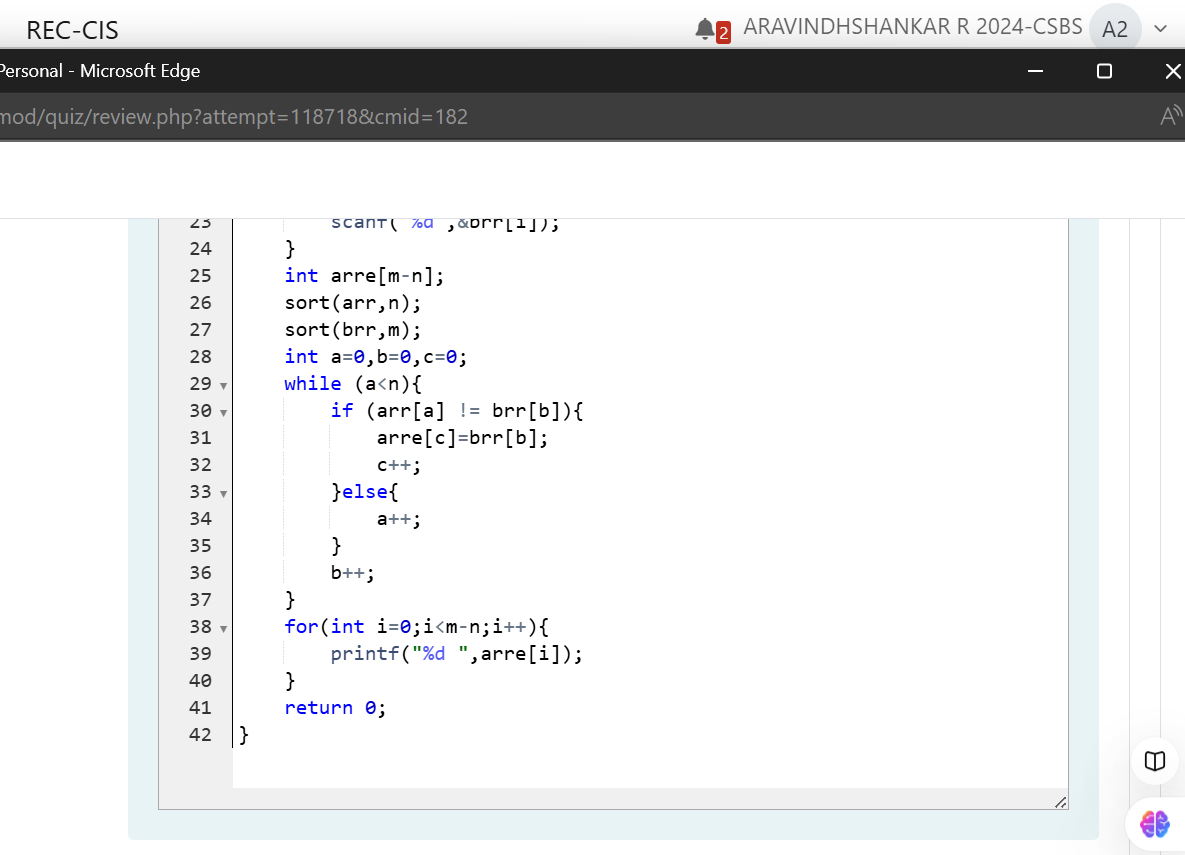 REC-CIS
2 ARAVINDHSHANKAR R 2024-CSBS A2
Personal - Microsoft Edge
mod/quiz/review.php?attempt=118718&cmid=182
23 scanf("%d",&brr[i]);
24 }
25 int arre[m-n];
26 sort(arr,n);
27 sort(brr,m);
28 int a=0,b=0,c=0;
29 while (a<n){
30 if (arr[a] != brr[b]){
31 arre[c]=brr[b];
32 c++;
33 }else{
34 a++;
35 }
36 b++;
37 }
38 for(int i=0;i<m-n;i++){
39 printf("%d ",arre[i]);
40 }
41 return 0;
42 }